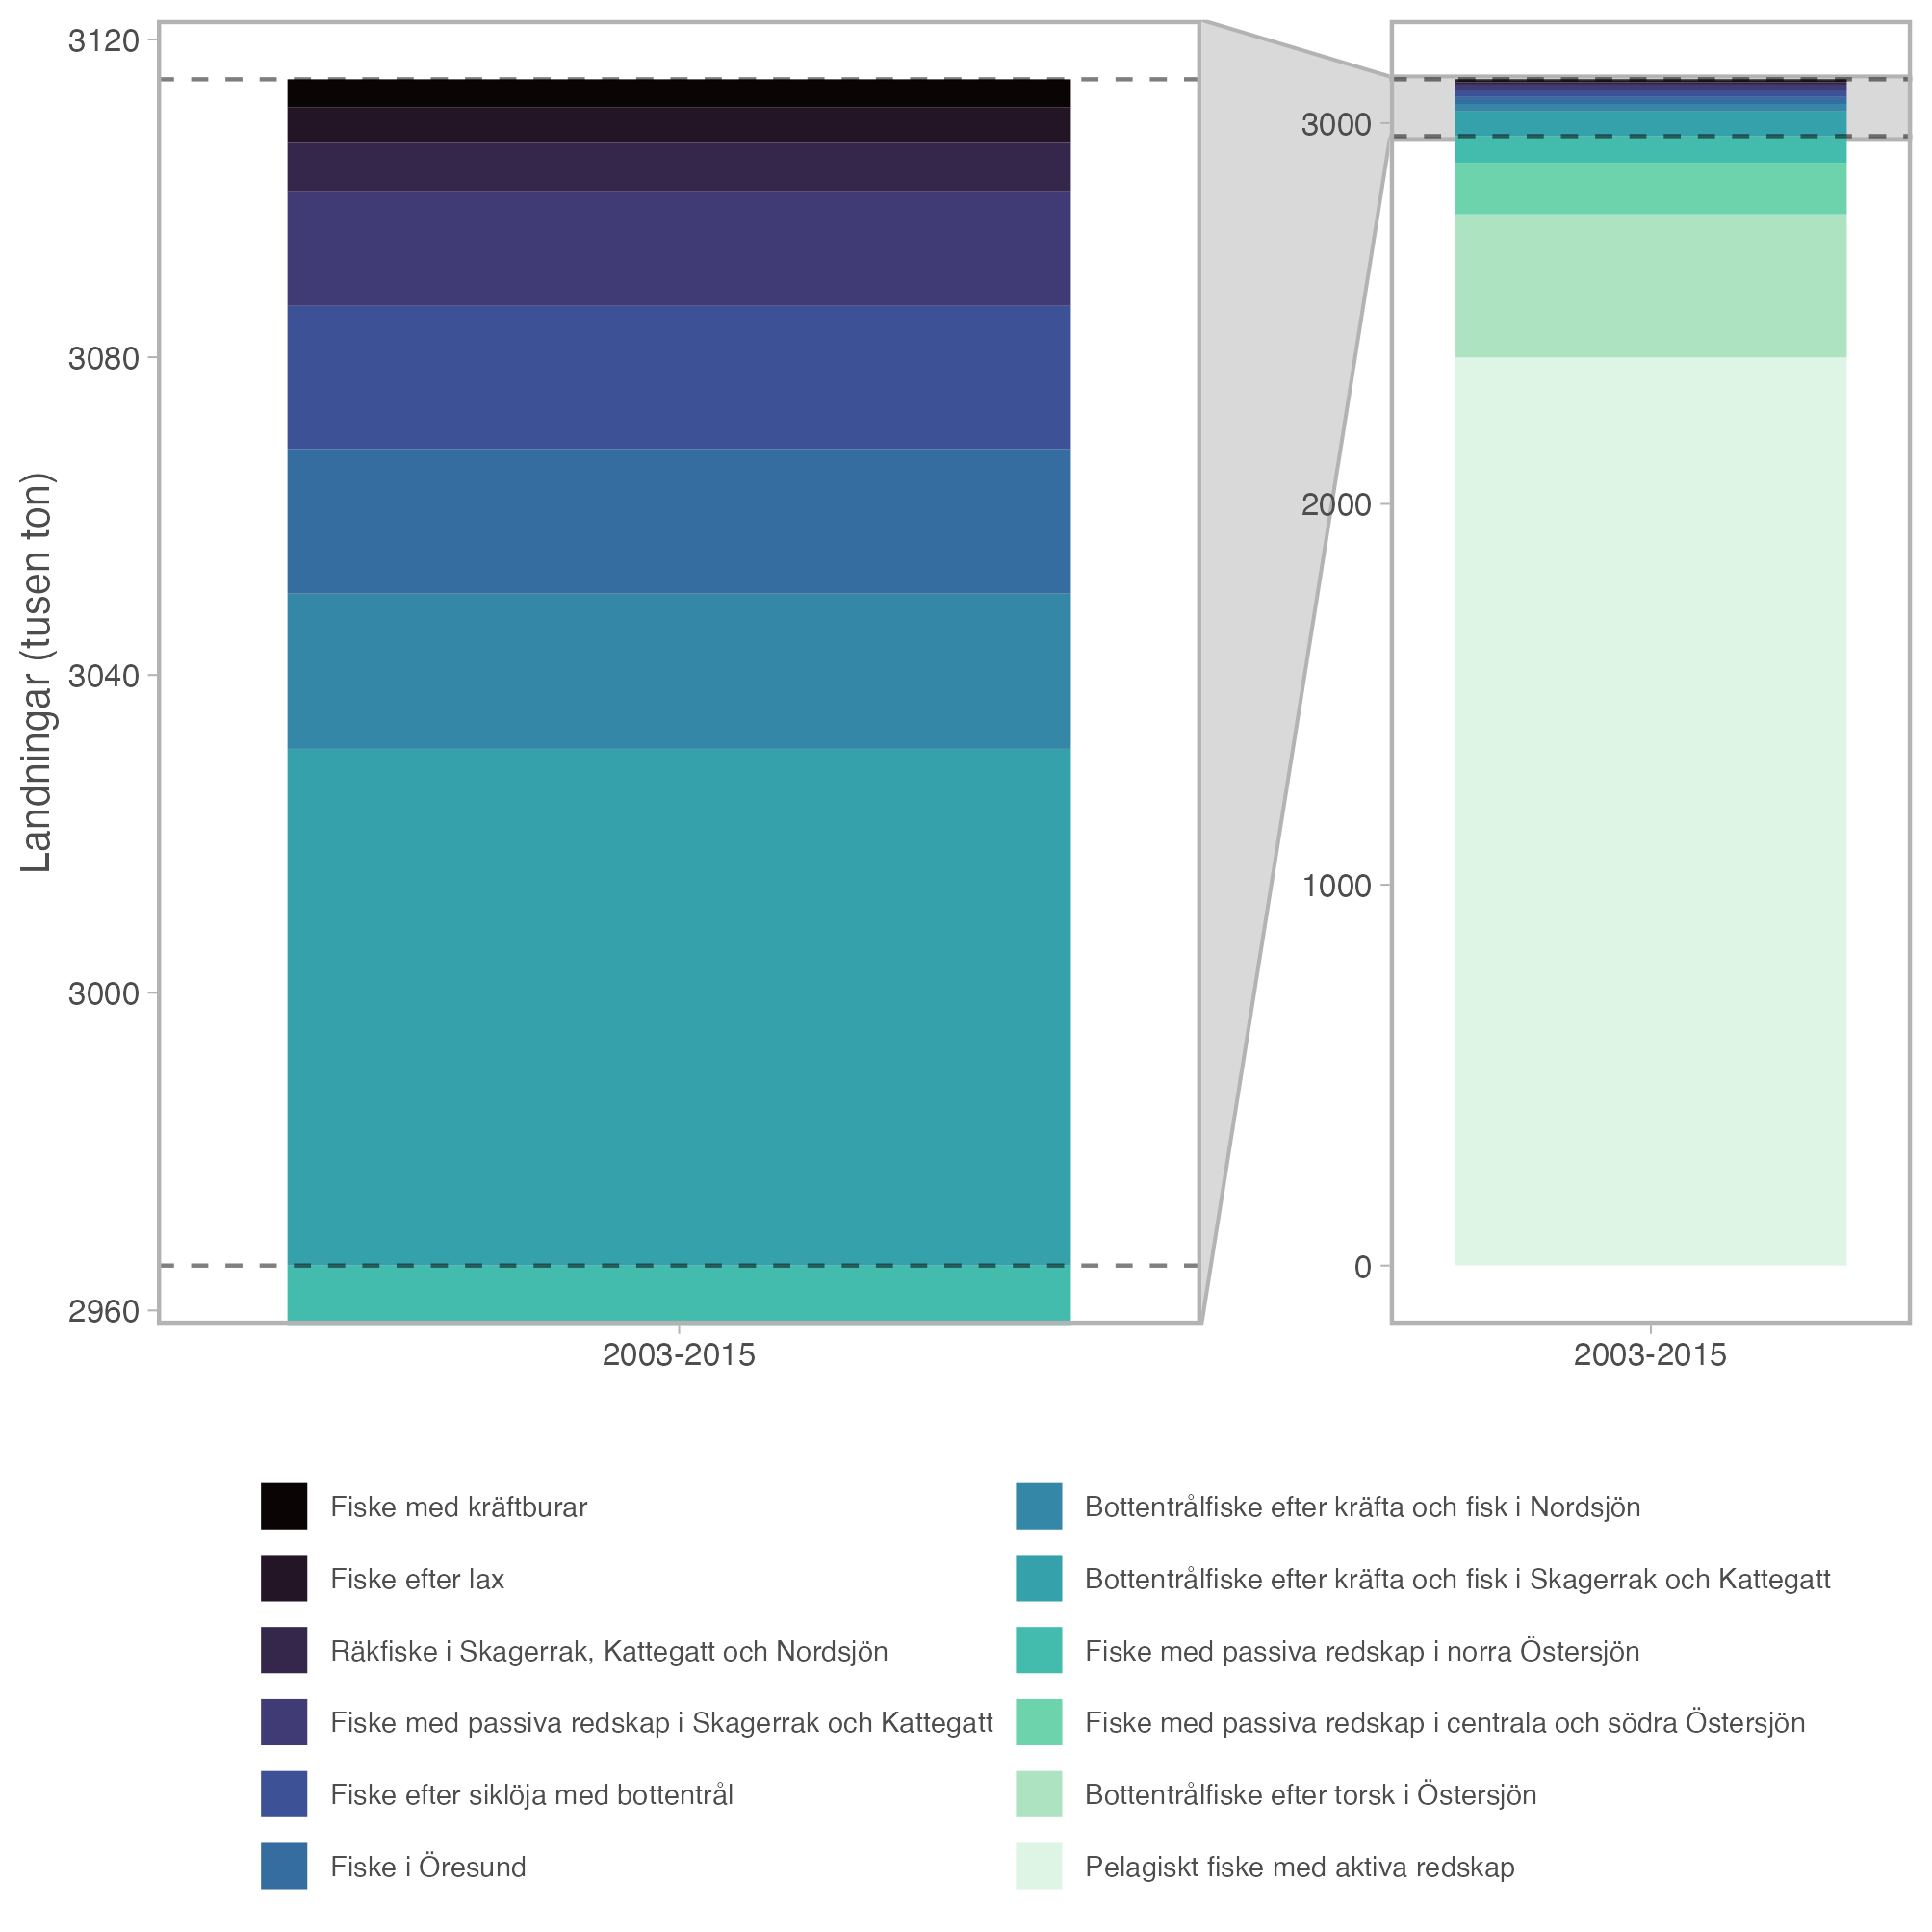 Landningar (tusen ton)
3120
3080
3040
3000
2960
2003-2015
3000
2000
1000
0
2003-2015
Fiske med kräftburar
Fiske efter lax
Räkfiske i Skagerrak, Kattegatt och Nordsjön
Fiske med passiva redskap i Skagerrak och Kattegatt
Fiske efter siklöja med bottentrål
Fiske i Öresund
Bottentrålfiske efter kräfta och fisk i Nordsjön
Bottentrålfiske efter kräfta och fisk i Skagerrak och Kattegatt
Fiske med passiva redskap i norra Östersjön
Fiske med passiva redskap i centrala och södra Östersjön
Bottentrålfiske efter torsk i Östersjön
Pelagiskt fiske med aktiva redskap